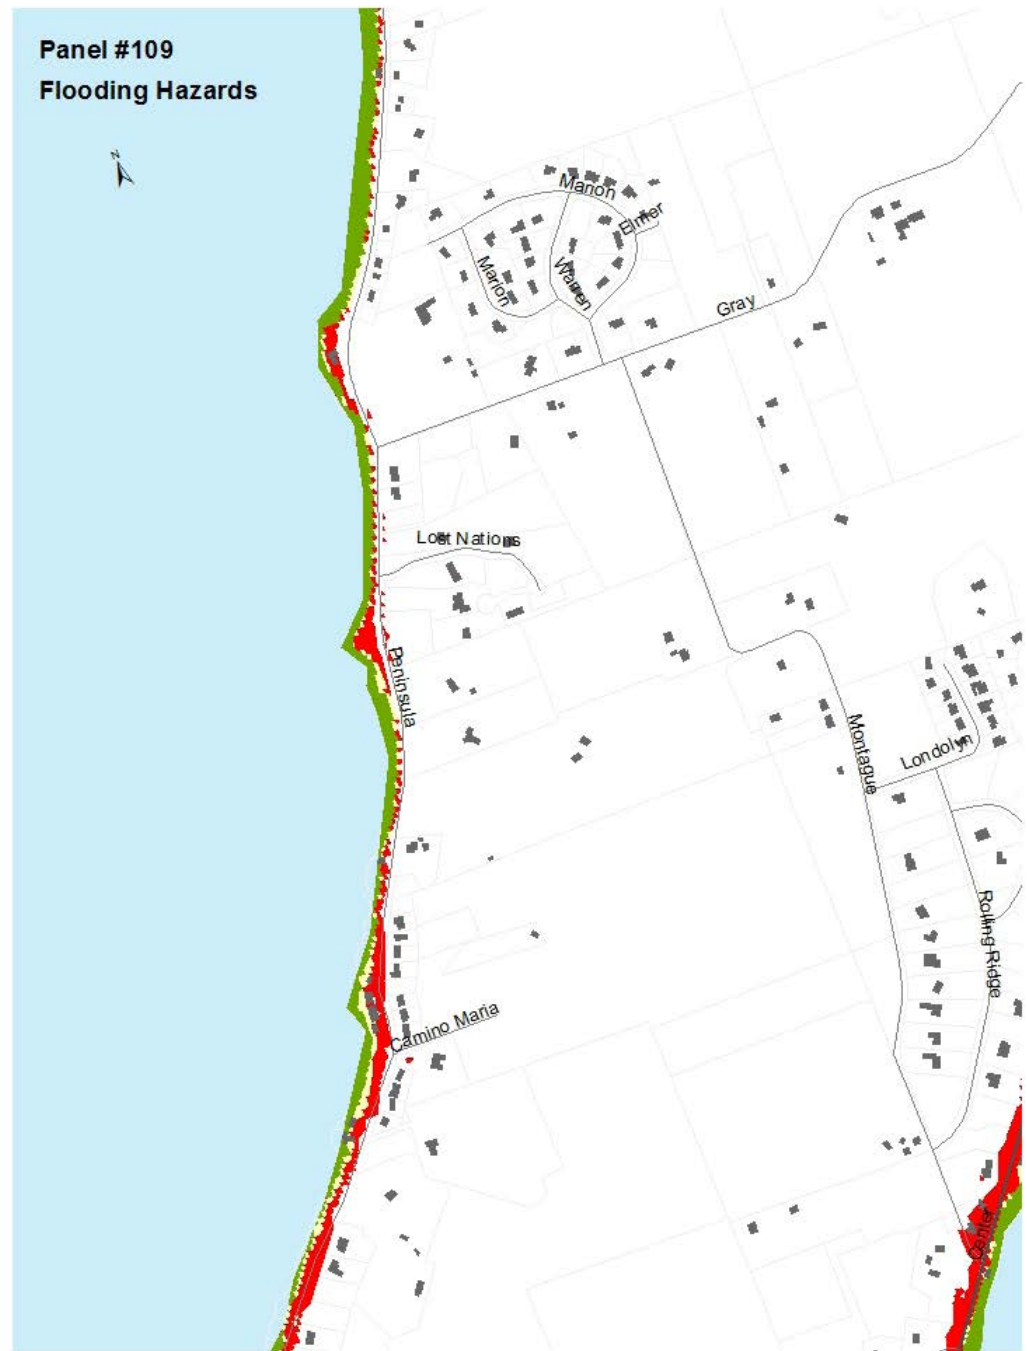 Panel #109
Flooding Hazards
N
Marion
Elmer
Marion
Warren
Gray
Lost Nations
Peninsula
Montague
Londolyn
Rolling Ridge
Camino Maria
Center